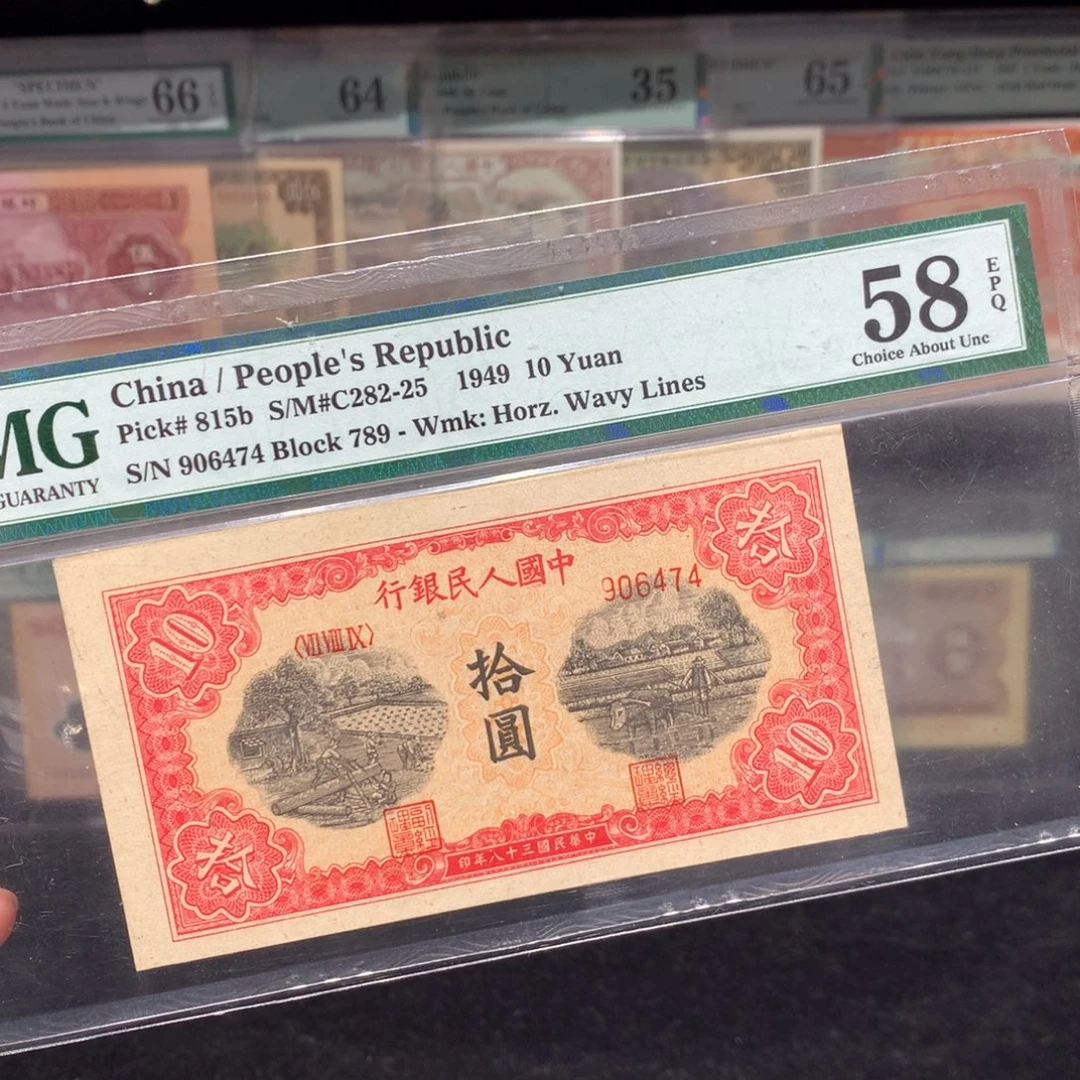 "SPECIMEN"
66
64
35
65
China / People's Republic
Pick# 815b S/M#C282-25 1949 10 Yuan
S/N 906474 Block 789 - Wmk: Horz. Wavy Lines
58
EPQ
Choice About Unc
MG
GUARANTY
中國人民銀行
906474
〈VII VIII IX〉
10
拾圓
10
中華民國三十八年印